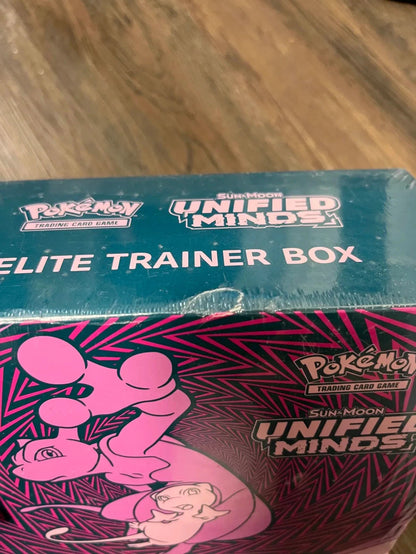 POKéMON
TRADING CARD GAME
SUN & MOON
UNIFIED
MINDS
ELITE TRAINER BOX
POKéMON
TRADING CARD GAME
SUN & MOON
UNIFIED
MINDS